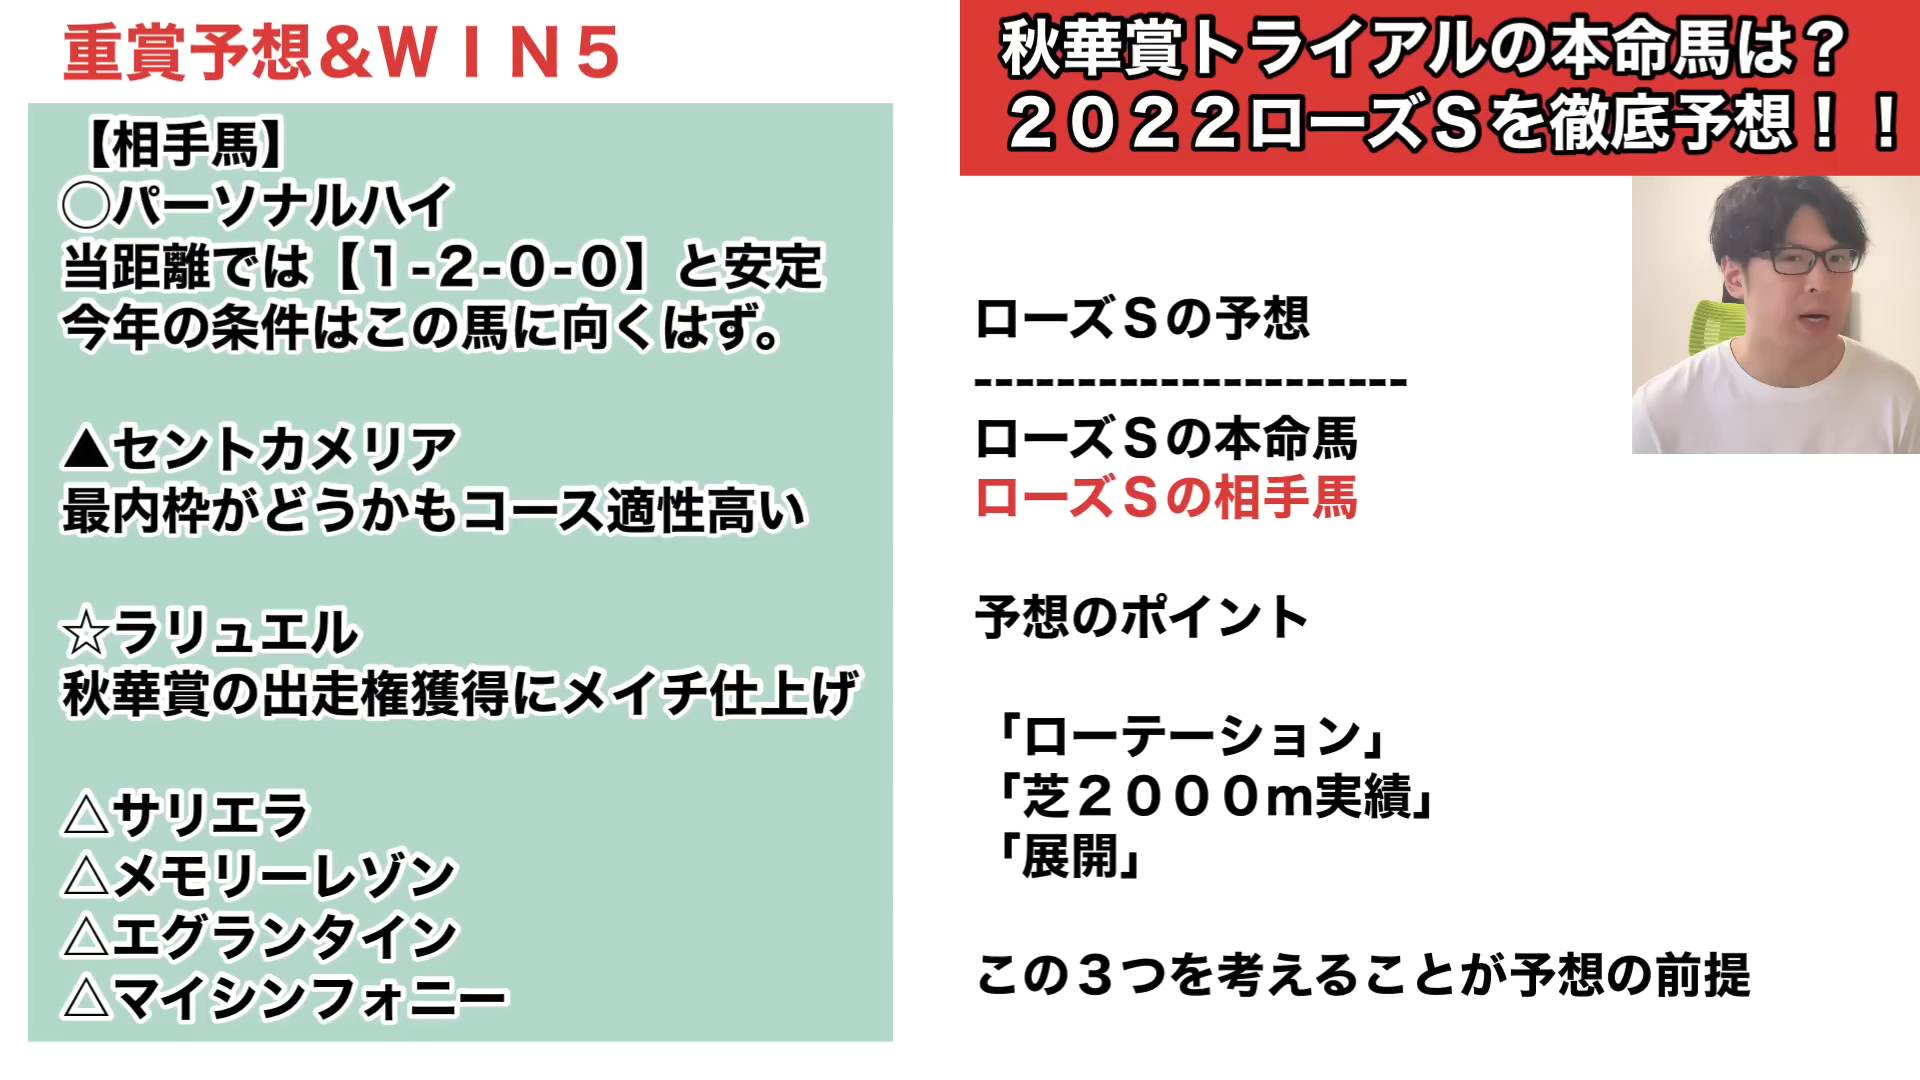 重賞予想＆ＷＩＮ５
【相手馬】
◯パーソナルハイ
当距離では【１-２-０-０】と安定
今年の条件はこの馬に向くはず。
▲セントカメリア
最内枠がどうかもコース適性高い
☆ラリュエル
秋華賞の出走権獲得にメイチ仕上げ
△サリエラ
△メモリーレゾン
△エグランタイン
△マイシンフォニー
秋華賞トライアルの本命馬は？
２０２２ローズＳを徹底予想！！
ローズＳの予想
---------------------
ローズＳの本命馬
ローズＳの相手馬
予想のポイント
「ローテーション」
「芝２０００ｍ実績」
「展開」
この３つを考えることが予想の前提